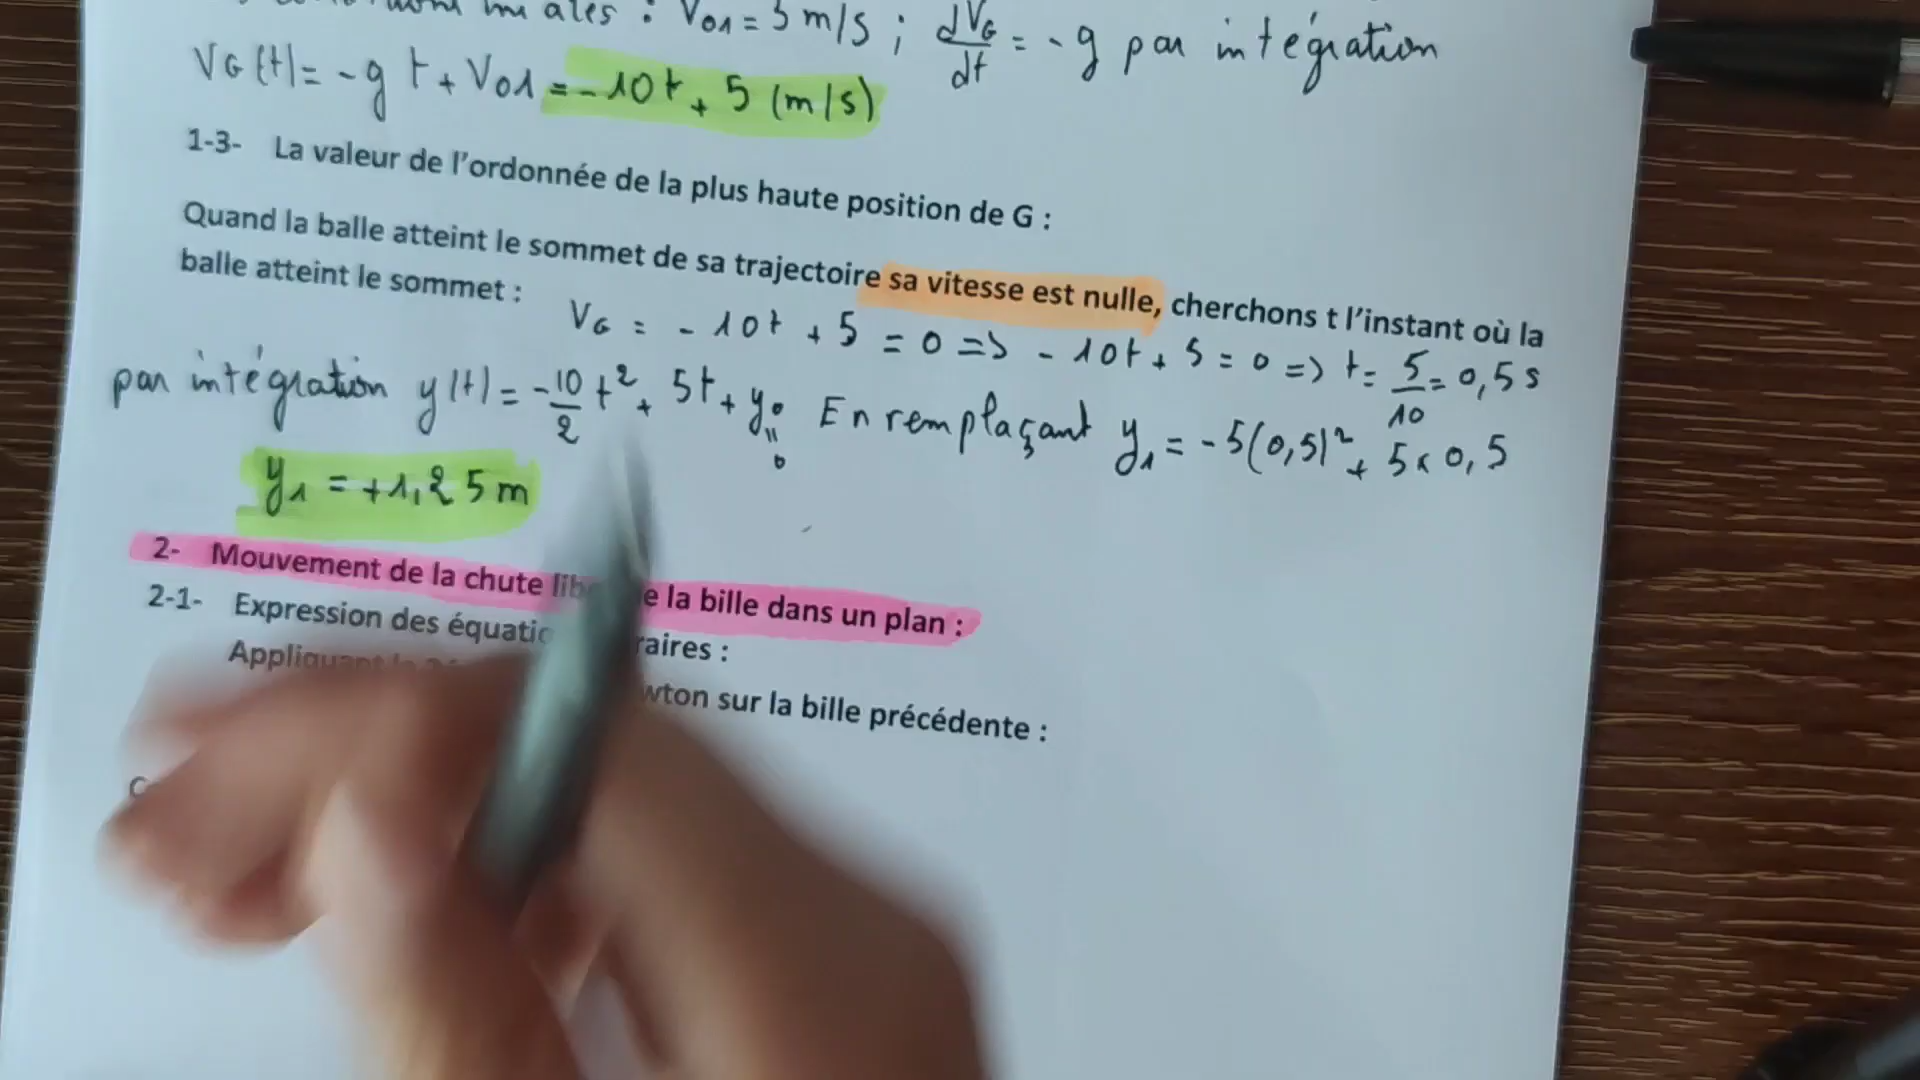 : V01 = 5 m/s ; dVG/dt = - g par intégration
VG(t) = - g t + V01 = - 10t + 5 (m/s)
1-3- La valeur de l'ordonnée de la plus haute position de G :
Quand la balle atteint le sommet de sa trajectoire sa vitesse est nulle, cherchons t l'instant où la
balle atteint le sommet :
VG = - 10t + 5 = 0 => - 10t + 5 = 0 => t = 5/10 = 0,5 s
par intégration y(t) = - 10/2 t² + 5t + y0 En remplaçant y1 = - 5(0,5)² + 5 x 0,5
" 0
y1 = +1,25 m
2- Mouvement de la chute e la bille dans un plan :
2-1- Expression des raires :
wton sur la bille précédente :